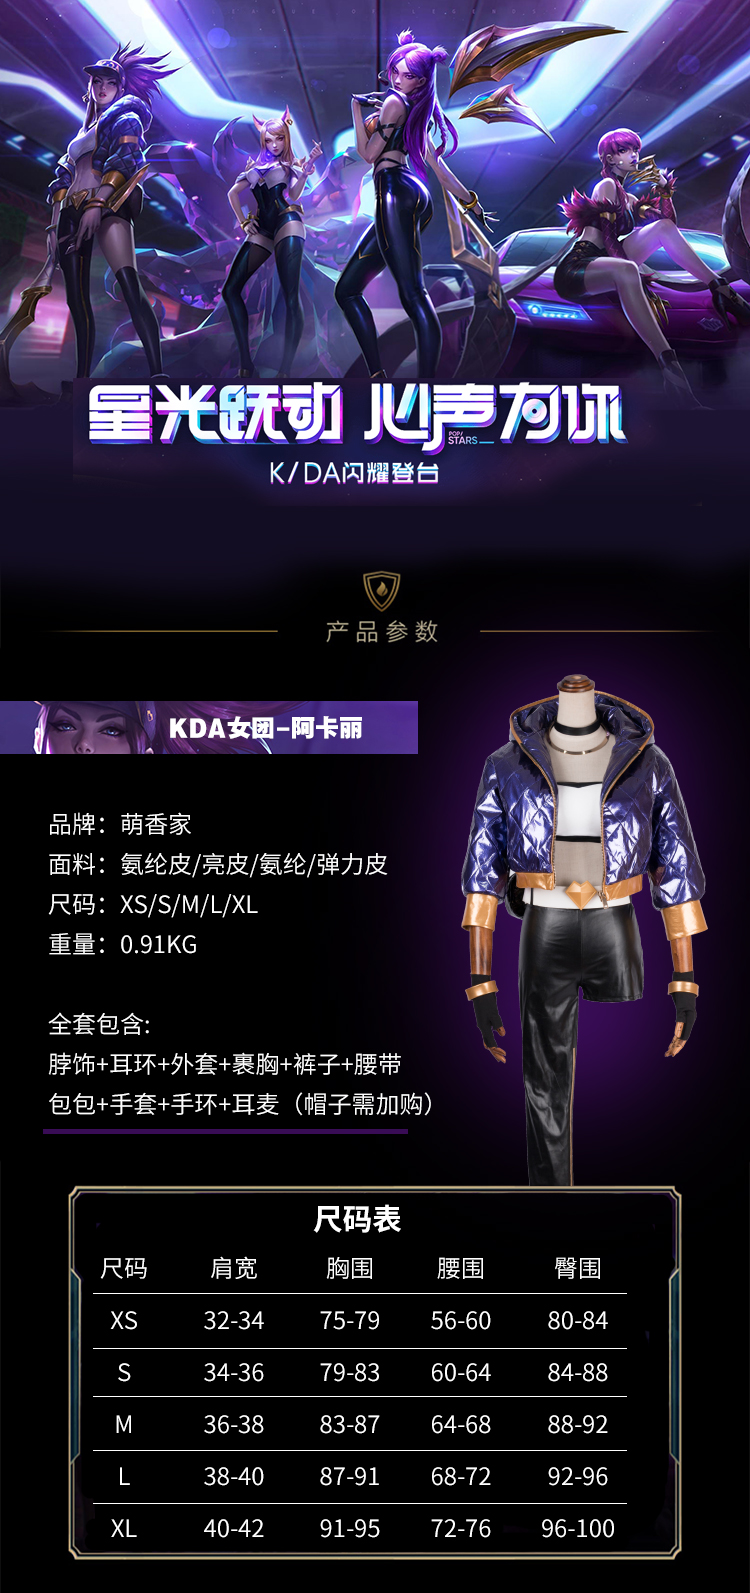 LEAGUE OF LEGENDS
星光跃动 心声有你
POP/
STARS
K/DA闪耀登台
产品参数
KDA女团-阿卡丽
品牌：萌香家
面料：氨纶皮/亮皮/氨纶/弹力皮
尺码：XS/S/M/L/XL
重量：0.91KG
全套包含:
脖饰+耳环+外套+裹胸+裤子+腰带
包包+手套+手环+耳麦（帽子需加购）
尺码表
尺码 肩宽 胸围 腰围 臀围
XS 32-34 75-79 56-60 80-84
S 34-36 79-83 60-64 84-88
M 36-38 83-87 64-68 88-92
L 38-40 87-91 68-72 92-96
XL 40-42 91-95 72-76 96-100